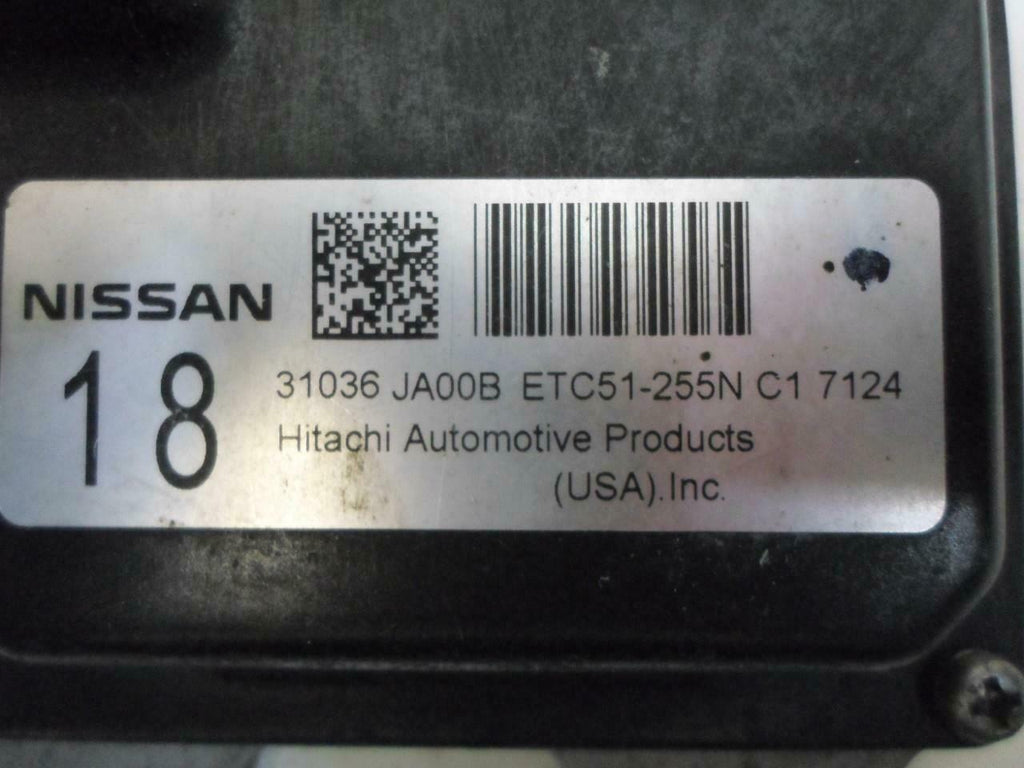 NISSAN
18
31036 JA00B ETC51-255N C1 7124
Hitachi Automotive Products
(USA).Inc.